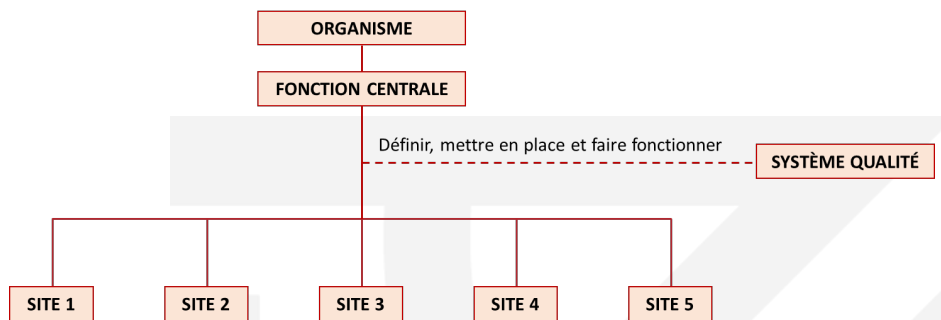 ORGANISME
FONCTION CENTRALE
Définir, mettre en place et faire fonctionner
SYSTÈME QUALITÉ
SITE 1
SITE 2
SITE 3
SITE 4
SITE 5